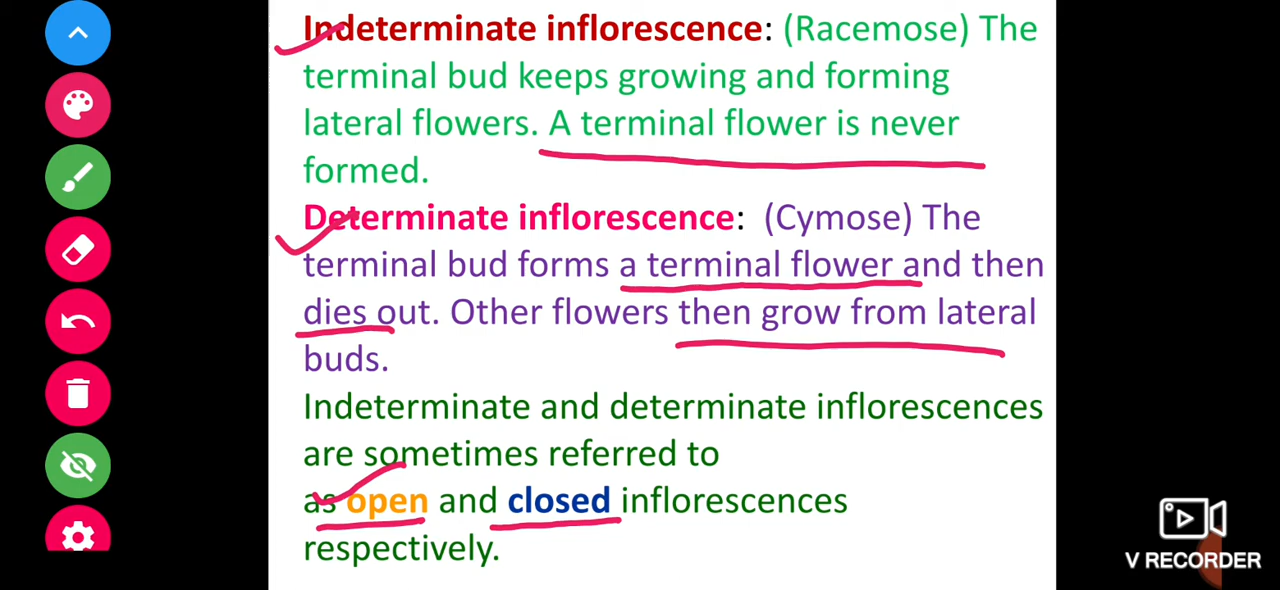 Indeterminate inflorescence: (Racemose) The
terminal bud keeps growing and forming
lateral flowers. A terminal flower is never
formed.
Determinate inflorescence: (Cymose) The
terminal bud forms a terminal flower and then
dies out. Other flowers then grow from lateral
buds.
Indeterminate and determinate inflorescences
are sometimes referred to
as open and closed inflorescences
respectively.
V RECORDER